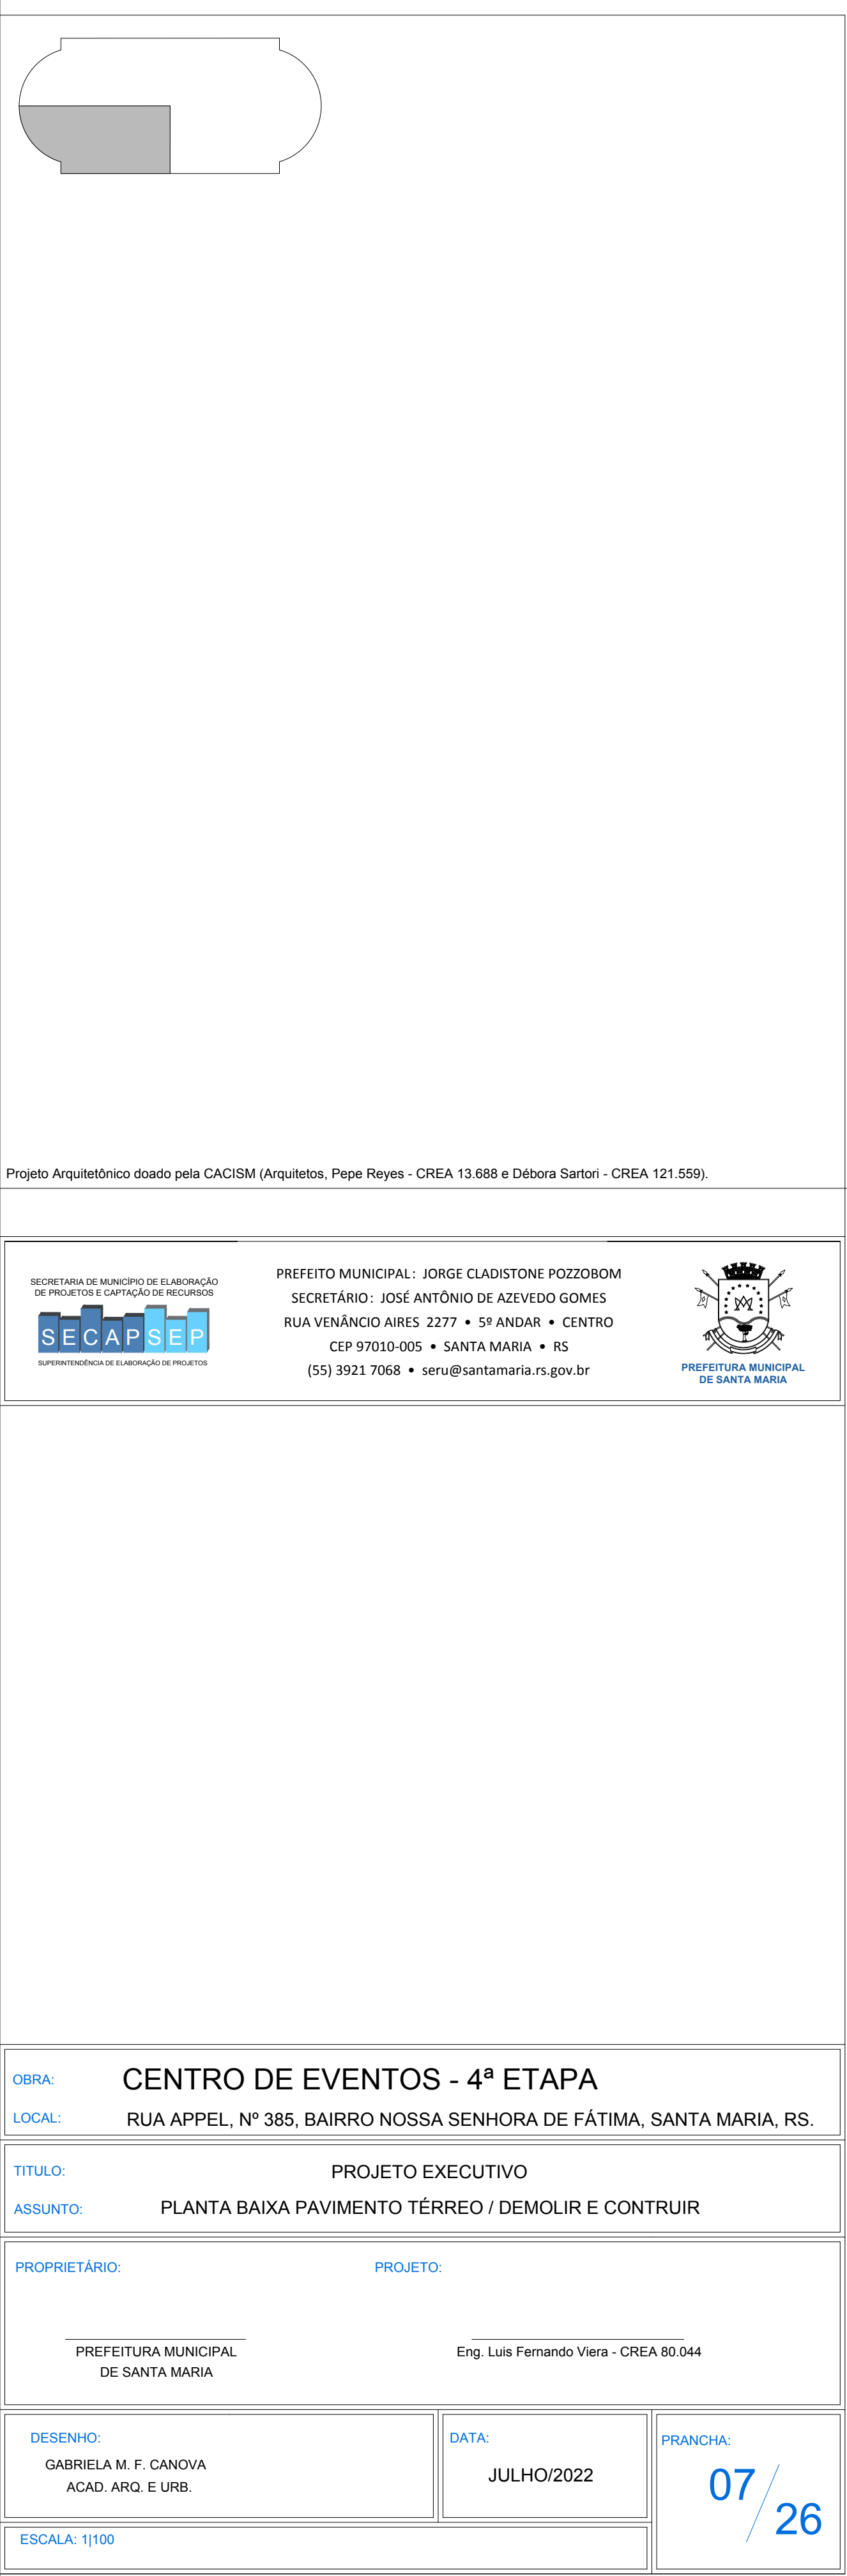 Projeto Arquitetônico doado pela CACISM (Arquitetos, Pepe Reyes - CREA 13.688 e Débora Sartori - CREA 121.559).
SECRETARIA DE MUNICÍPIO DE ELABORAÇÃO
DE PROJETOS E CAPTAÇÃO DE RECURSOS
SECAPSEP
SUPERINTENDÊNCIA DE ELABORAÇÃO DE PROJETOS
PREFEITO MUNICIPAL: JORGE CLADISTONE POZZOBOM
SECRETÁRIO: JOSÉ ANTÔNIO DE AZEVEDO GOMES
RUA VENÂNCIO AIRES 2277 • 5º ANDAR • CENTRO
CEP 97010-005 • SANTA MARIA • RS
(55) 3921 7068 • seru@santamaria.rs.gov.br
PREFEITURA MUNICIPAL
DE SANTA MARIA
OBRA: CENTRO DE EVENTOS - 4ª ETAPA
LOCAL: RUA APPEL, Nº 385, BAIRRO NOSSA SENHORA DE FÁTIMA, SANTA MARIA, RS.
TITULO: PROJETO EXECUTIVO
ASSUNTO: PLANTA BAIXA PAVIMENTO TÉRREO / DEMOLIR E CONTRUIR
PROPRIETÁRIO:
PREFEITURA MUNICIPAL
DE SANTA MARIA
PROJETO:
Eng. Luis Fernando Viera - CREA 80.044
DESENHO:
GABRIELA M. F. CANOVA
ACAD. ARQ. E URB.
DATA:
JULHO/2022
PRANCHA:
07/26
ESCALA: 1|100